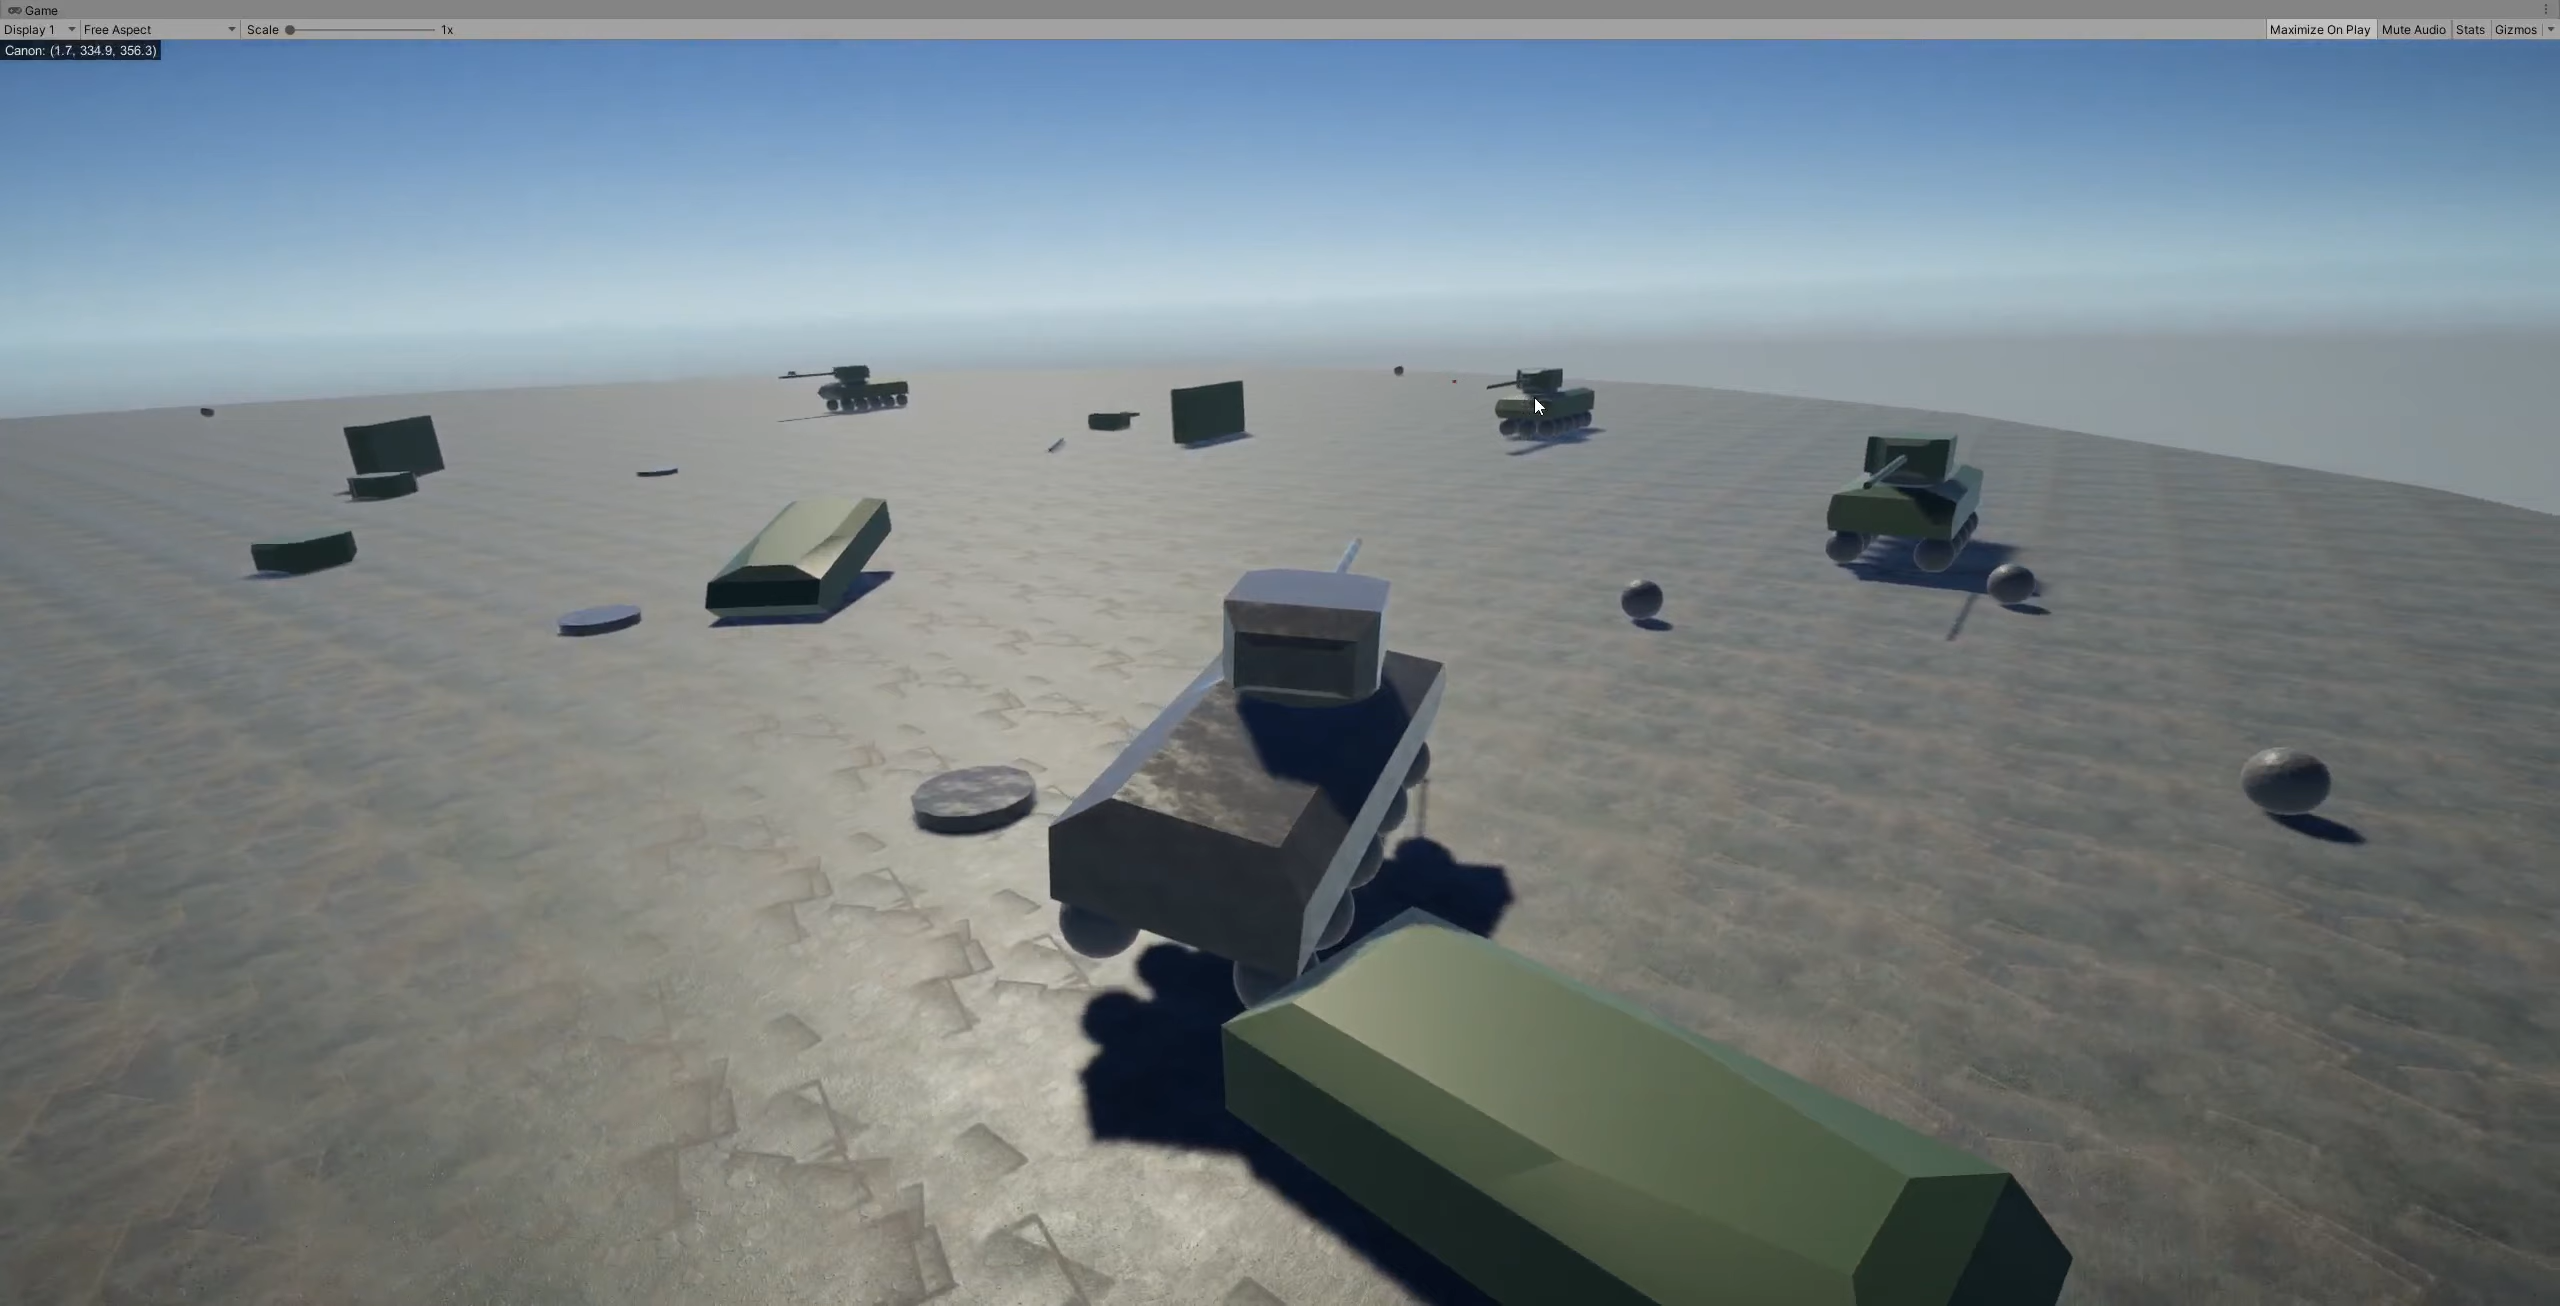 Game
Display 1 Free Aspect Scale 1x Maximize On Play Mute Audio Stats Gizmos
Canon: (1.7, 334.9, 356.3)